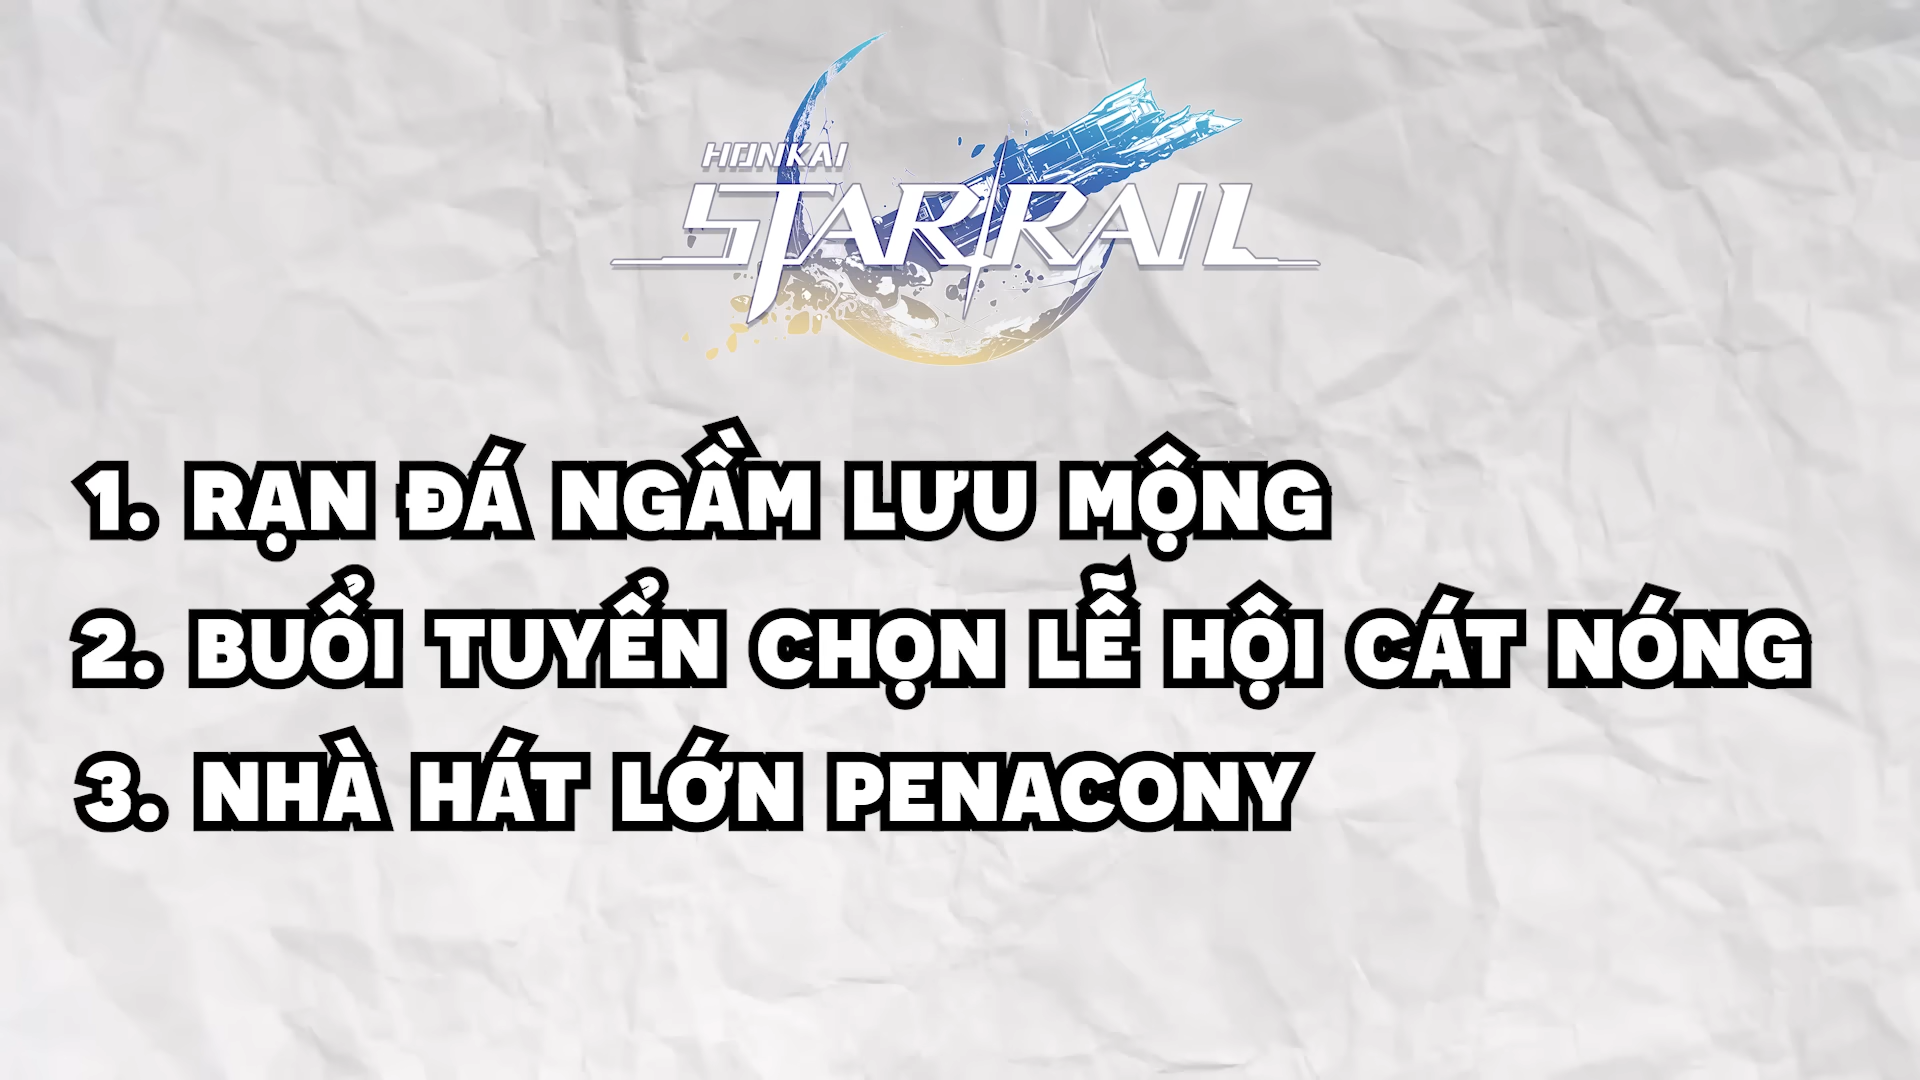 HONKAI
STAR RAIL
1. RẠN ĐÁ NGẦM LƯU MỘNG
2. BUỔI TUYỂN CHỌN LỄ HỘI CÁT NÓNG
3. NHÀ HÁT LỚN PENACONY